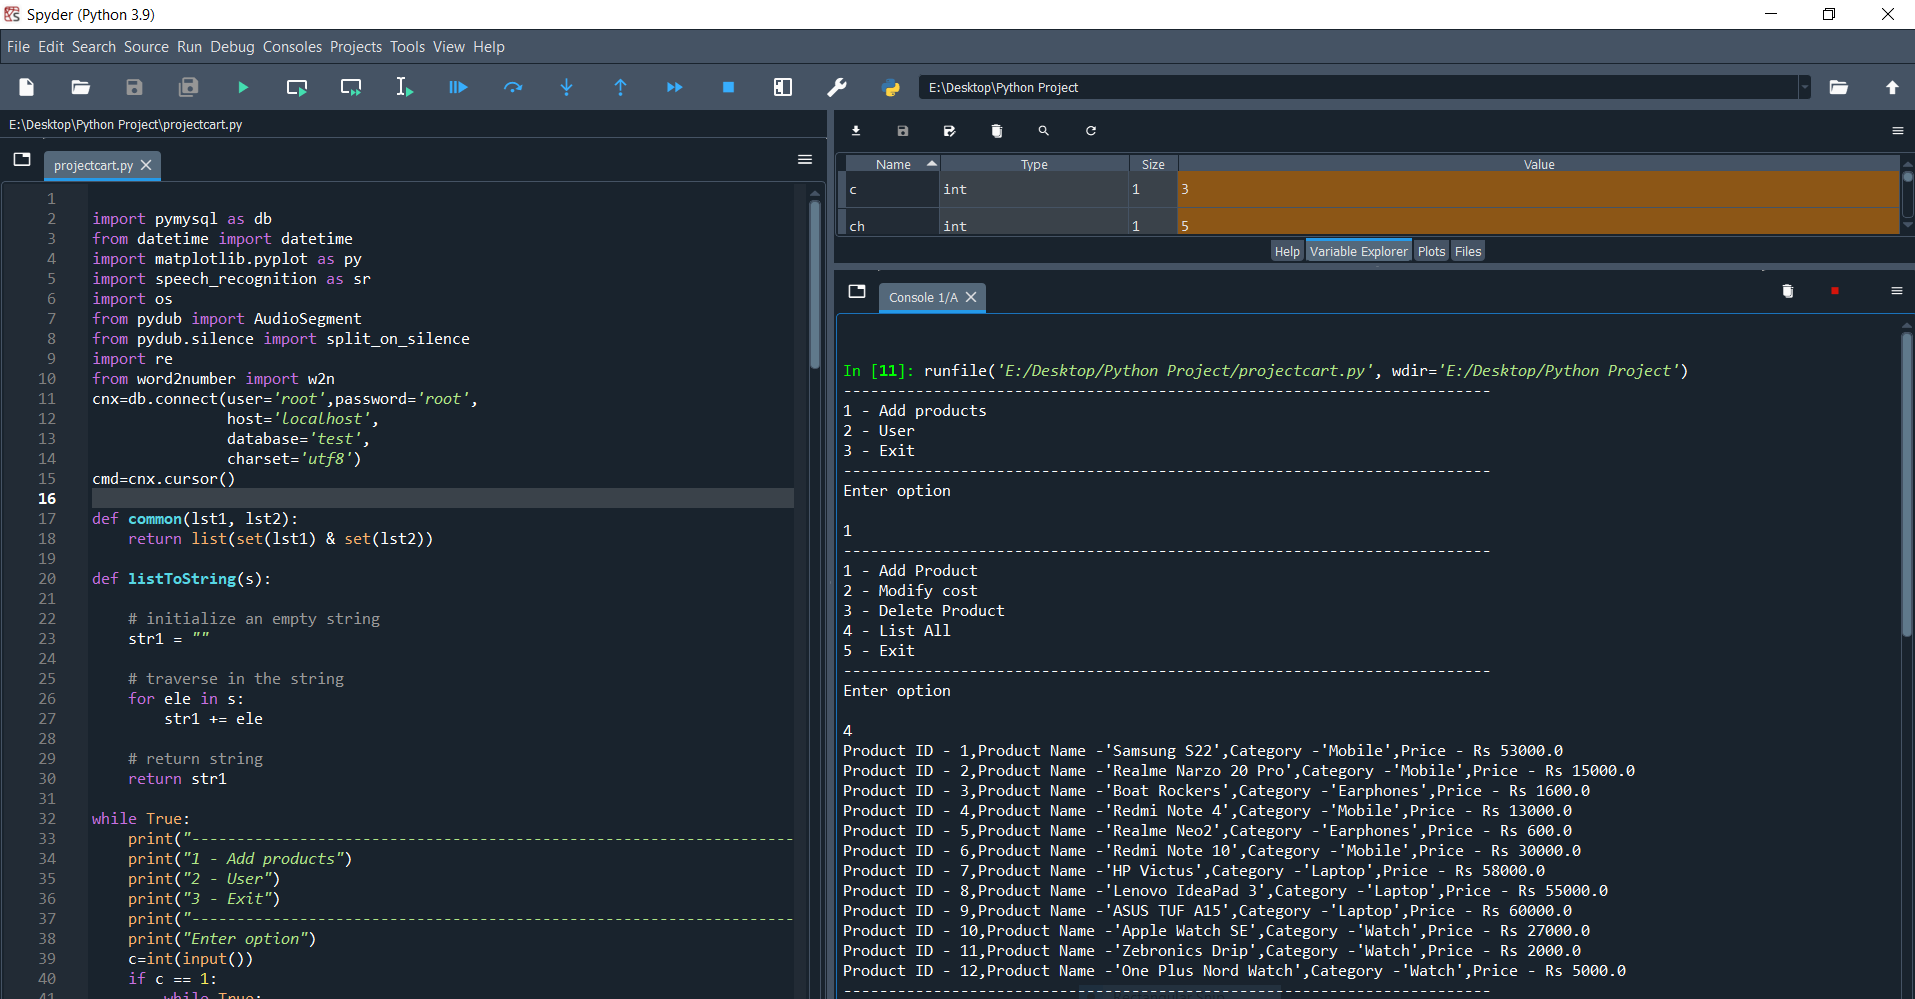 Spyder (Python 3.9)
File Edit Search Source Run Debug Consoles Projects Tools View Help
E:\Desktop\Python Project
E:\Desktop\Python Project\projectcart.py
projectcart.py
1
2 import pymysql as db
3 from datetime import datetime
4 import matplotlib.pyplot as py
5 import speech_recognition as sr
6 import os
7 from pydub import AudioSegment
8 from pydub.silence import split_on_silence
9 import re
10 from word2number import w2n
11 cnx=db.connect(user='root',password='root',
12 host='localhost',
13 database='test',
14 charset='utf8')
15 cmd=cnx.cursor()
16
17 def common(lst1, lst2):
18 return list(set(lst1) & set(lst2))
19
20 def listToString(s):
21
22 # initialize an empty string
23 str1 = ""
24
25 # traverse in the string
26 for ele in s:
27 str1 += ele
28
29 # return string
30 return str1
31
32 while True:
33 print("-------------------------------------------------------------------
34 print("1 - Add products")
35 print("2 - User")
36 print("3 - Exit")
37 print("-------------------------------------------------------------------
38 print("Enter option")
39 c=int(input())
40 if c == 1:
41 while True:
Name Type Size Value
c int 1 3
ch int 1 5
Help Variable Explorer Plots Files
Console 1/A
In [11]: runfile('E:/Desktop/Python Project/projectcart.py', wdir='E:/Desktop/Python Project')
------------------------------------------------------------------------
1 - Add products
2 - User
3 - Exit
------------------------------------------------------------------------
Enter option
1
------------------------------------------------------------------------
1 - Add Product
2 - Modify cost
3 - Delete Product
4 - List All
5 - Exit
------------------------------------------------------------------------
Enter option
4
Product ID - 1,Product Name -'Samsung S22',Category -'Mobile',Price - Rs 53000.0
Product ID - 2,Product Name -'Realme Narzo 20 Pro',Category -'Mobile',Price - Rs 15000.0
Product ID - 3,Product Name -'Boat Rockers',Category -'Earphones',Price - Rs 1600.0
Product ID - 4,Product Name -'Redmi Note 4',Category -'Mobile',Price - Rs 13000.0
Product ID - 5,Product Name -'Realme Neo2',Category -'Earphones',Price - Rs 600.0
Product ID - 6,Product Name -'Redmi Note 10',Category -'Mobile',Price - Rs 30000.0
Product ID - 7,Product Name -'HP Victus',Category -'Laptop',Price - Rs 58000.0
Product ID - 8,Product Name -'Lenovo IdeaPad 3',Category -'Laptop',Price - Rs 55000.0
Product ID - 9,Product Name -'ASUS TUF A15',Category -'Laptop',Price - Rs 60000.0
Product ID - 10,Product Name -'Apple Watch SE',Category -'Watch',Price - Rs 27000.0
Product ID - 11,Product Name -'Zebronics Drip',Category -'Watch',Price - Rs 2000.0
Product ID - 12,Product Name -'One Plus Nord Watch',Category -'Watch',Price - Rs 5000.0
------------------------------------------------------------------------